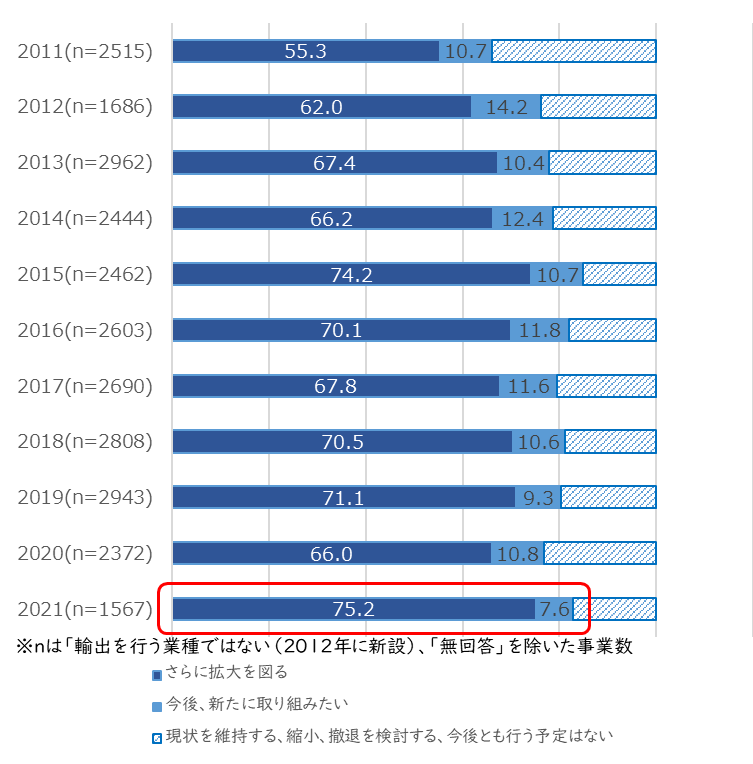 2011(n=2515) 55.3 10.7
2012(n=1686) 62.0 14.2
2013(n=2962) 67.4 10.4
2014(n=2444) 66.2 12.4
2015(n=2462) 74.2 10.7
2016(n=2603) 70.1 11.8
2017(n=2690) 67.8 11.6
2018(n=2808) 70.5 10.6
2019(n=2943) 71.1 9.3
2020(n=2372) 66.0 10.8
2021(n=1567) 75.2 7.6
※nは「輸出を行う業種ではない（2012年に新設）、「無回答」を除いた事業数
さらに拡大を図る
今後、新たに取り組みたい
現状を維持する、縮小、撤退を検討する、今後とも行う予定はない